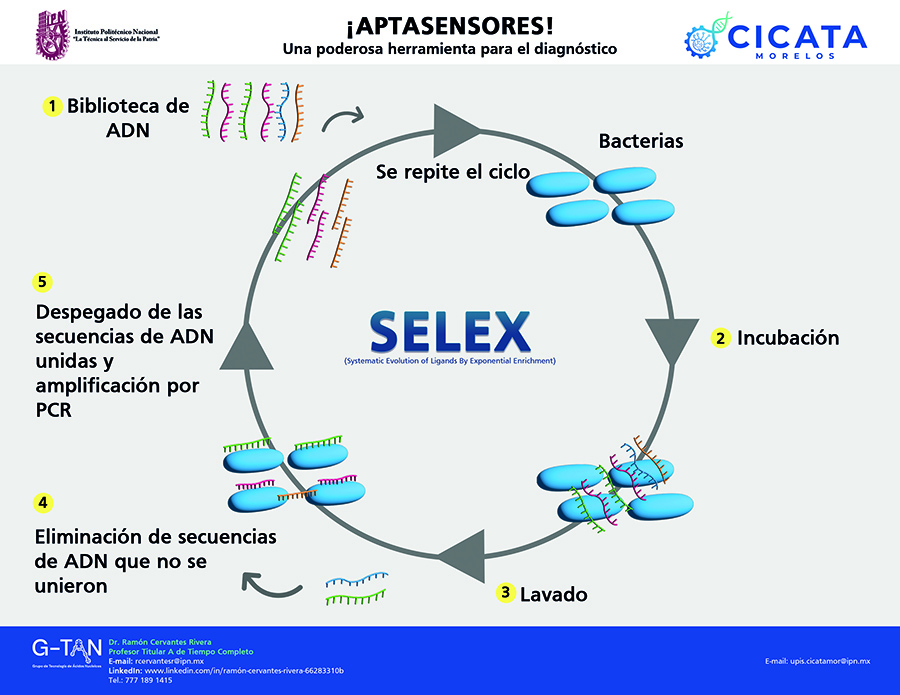 IPN
Instituto Politécnico Nacional
"La Técnica al Servicio de la Patria"
¡APTASENSORES!
Una poderosa herramienta para el diagnóstico
CICATA
MORELOS
1 Biblioteca de
ADN
Bacterias
Se repite el ciclo
5
Despegado de las
secuencias de ADN
unidas y
amplificación por
PCR
SELEX
(Systematic Evolution of Ligands By Exponential Enrichment)
2 Incubación
4
Eliminación de secuencias
de ADN que no se
unieron
3 Lavado
G-TAN
Grupo de Tecnología de Ácidos Nucleicos
Dr. Ramón Cervantes Rivera
Profesor Titular A de Tiempo Completo
E-mail: rcervantesr@ipn.mx
LinkedIn: www.linkedin.com/in/ramón-cervantes-rivera-66283310b
Tel.: 777 189 1415
E-mail: upis.cicatamor@ipn.mx